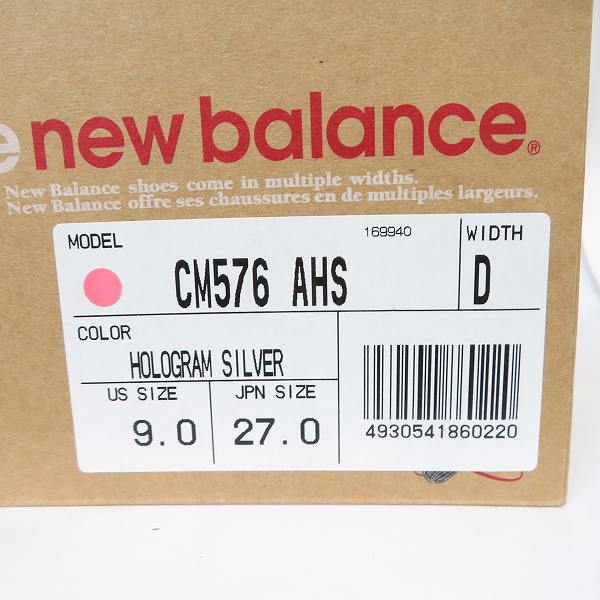 e new balance®
New Balance shoes come in multiple widths.
New Balance offre ses chaussures en de multiples largeurs.
MODEL 169940 WIDTH
CM576 AHS D
COLOR
HOLOGRAM SILVER
US SIZE JPN SIZE
9.0 27.0
4930541860220